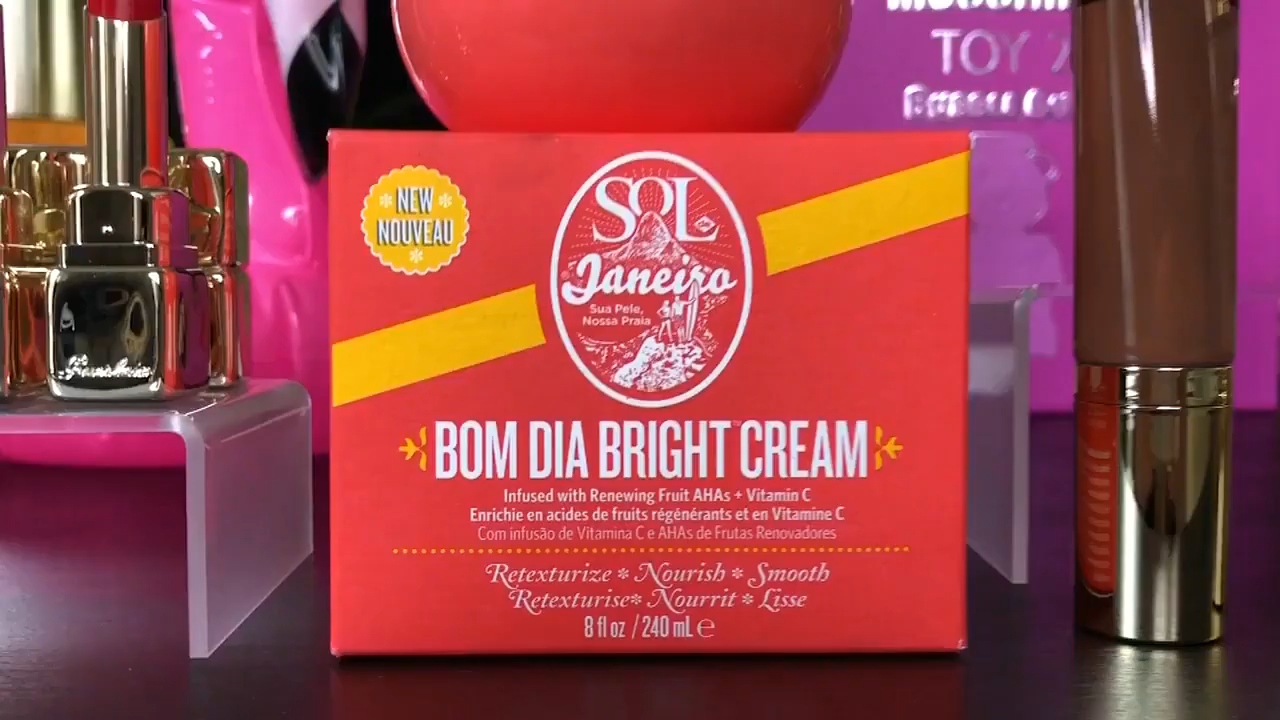 TOY
NEW
NOUVEAU
SOL
de
Janeiro
Sua Pele,
Nossa Praia
BOM DIA BRIGHT™ CREAM
Infused with Renewing Fruit AHAs + Vitamin C
Enrichie en acides de fruits régénérants et en Vitamine C
Com infusão de Vitamina C e AHAs de Frutas Renovadores
Retexturize * Nourish * Smooth
Retexturise* Nourrit * Lisse
8 fl oz / 240 mL ℮